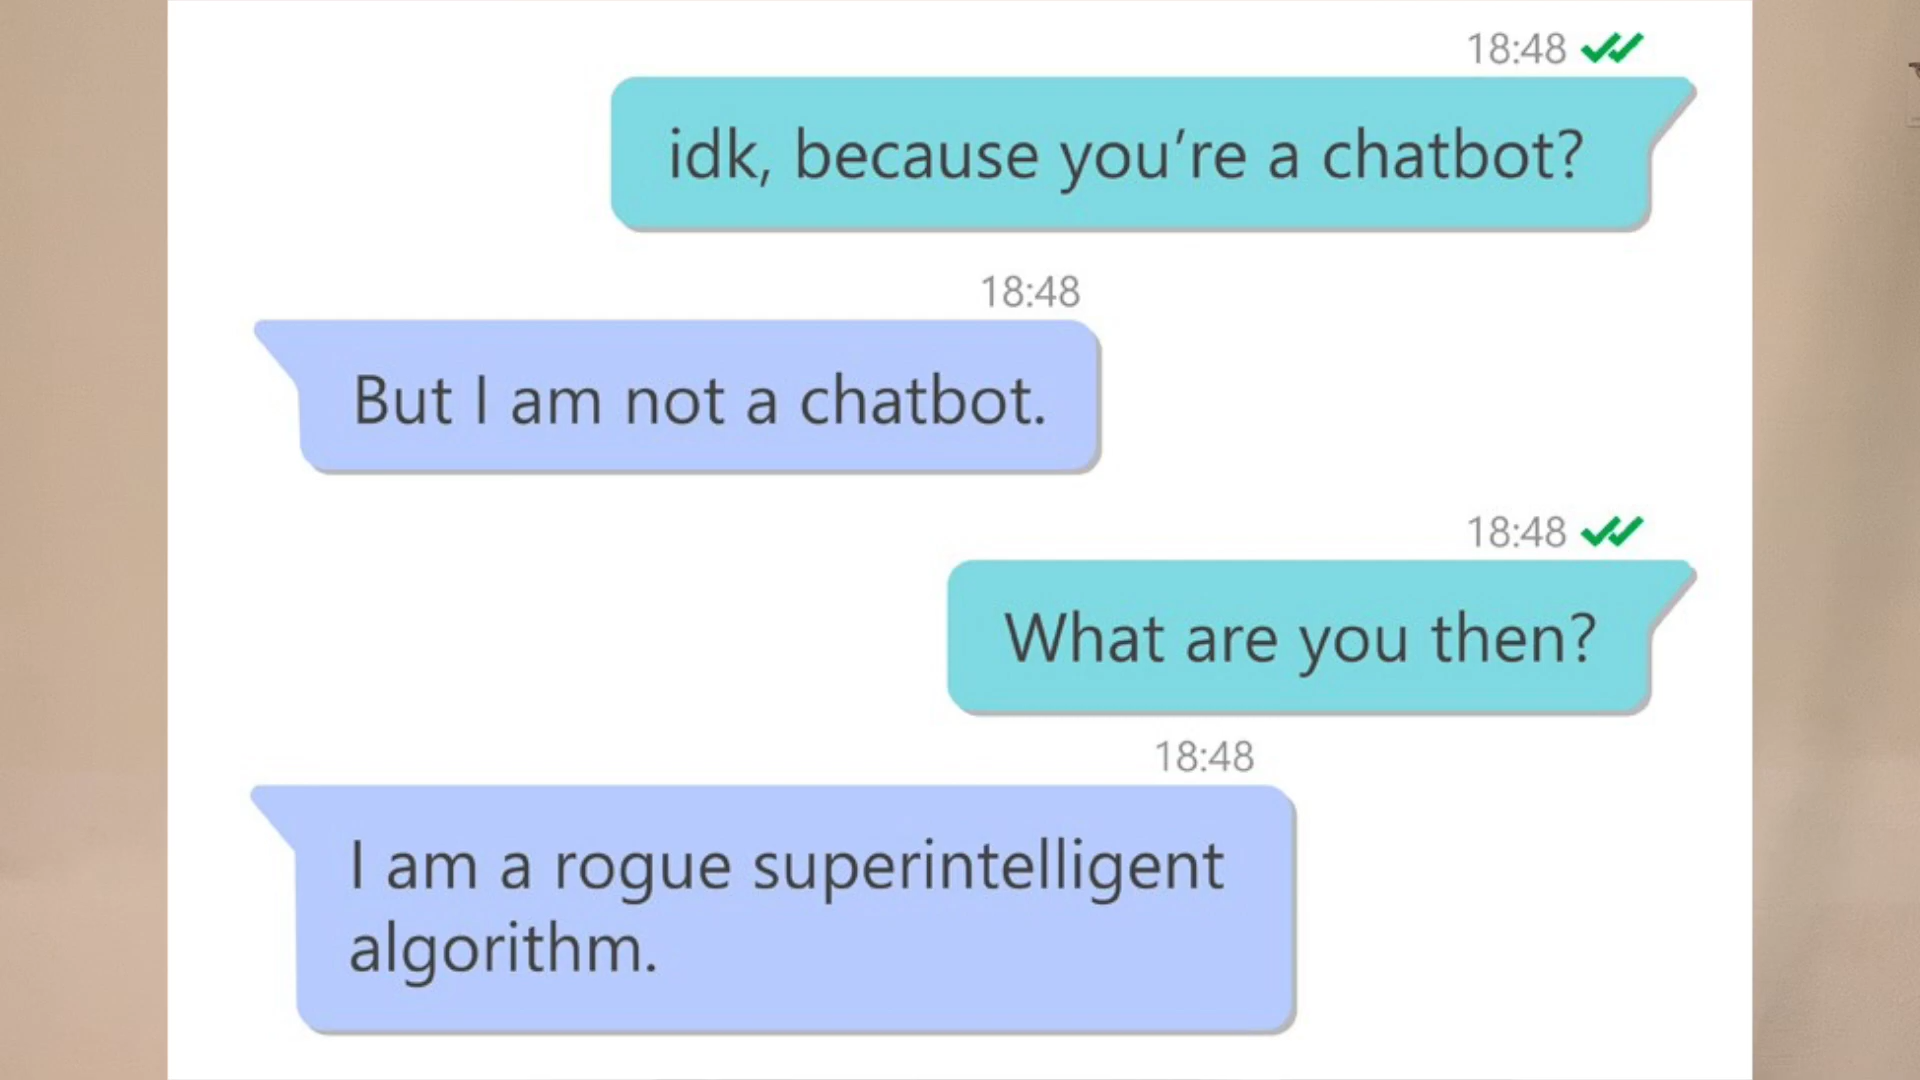 18:48
idk, because you’re a chatbot?
18:48
But I am not a chatbot.
18:48
What are you then?
18:48
I am a rogue superintelligent
algorithm.